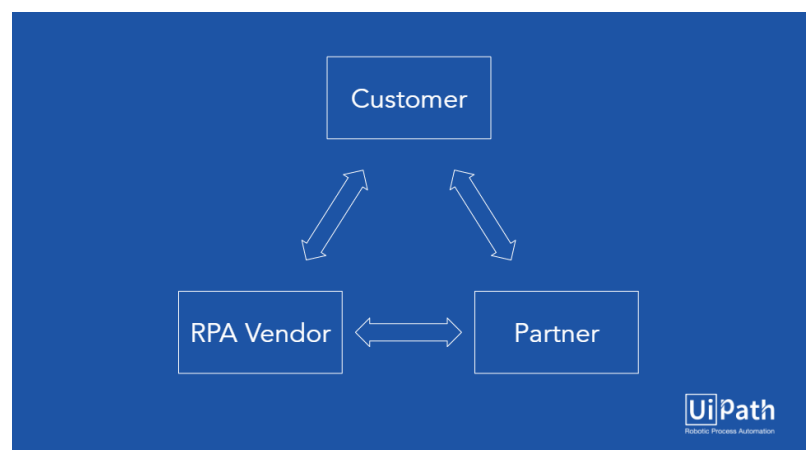 Customer
RPA Vendor
Partner
UiPath
Robotic Process Automation